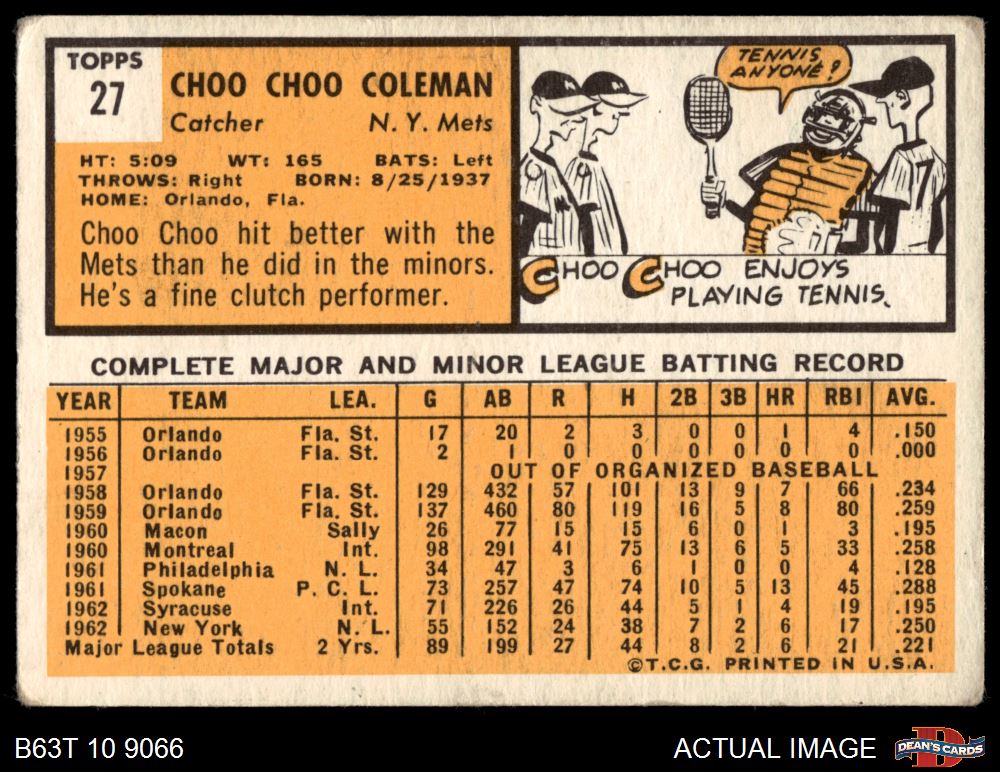 TOPPS
27
CHOO CHOO COLEMAN
Catcher N. Y. Mets
HT: 5:09 WT: 165 BATS: Left
THROWS: Right BORN: 8/25/1937
HOME: Orlando, Fla.
Choo Choo hit better with the
Mets than he did in the minors.
He's a fine clutch performer.
TENNIS
ANYONE?
CHOO CHOO ENJOYS
PLAYING TENNIS.
COMPLETE MAJOR AND MINOR LEAGUE BATTING RECORD
YEAR TEAM LEA. G AB R H 2B 3B HR RBI AVG.
1955 Orlando Fla. St. 17 20 2 3 0 0 1 4 .150
1956 Orlando Fla. St. 2 1 0 0 0 0 0 0 .000
1957 OUT OF ORGANIZED BASEBALL
1958 Orlando Fla. St. 129 432 57 101 13 9 7 66 .234
1959 Orlando Fla. St. 137 460 80 119 16 5 8 80 .259
1960 Macon Sally 26 77 15 15 6 0 1 3 .195
1960 Montreal Int. 98 291 41 75 13 6 5 33 .258
1961 Philadelphia N. L. 34 47 3 6 1 0 0 4 .128
1961 Spokane P. C. L. 73 257 47 74 10 5 13 45 .288
1962 Syracuse Int. 71 226 26 44 5 1 4 19 .195
1962 New York N. L. 55 152 24 38 7 2 6 17 .250
Major League Totals 2 Yrs. 89 199 27 44 8 2 6 21 .221
©T.C.G. PRINTED IN U.S.A.
B63T 10 9066 ACTUAL IMAGE DEAN'S CARDS